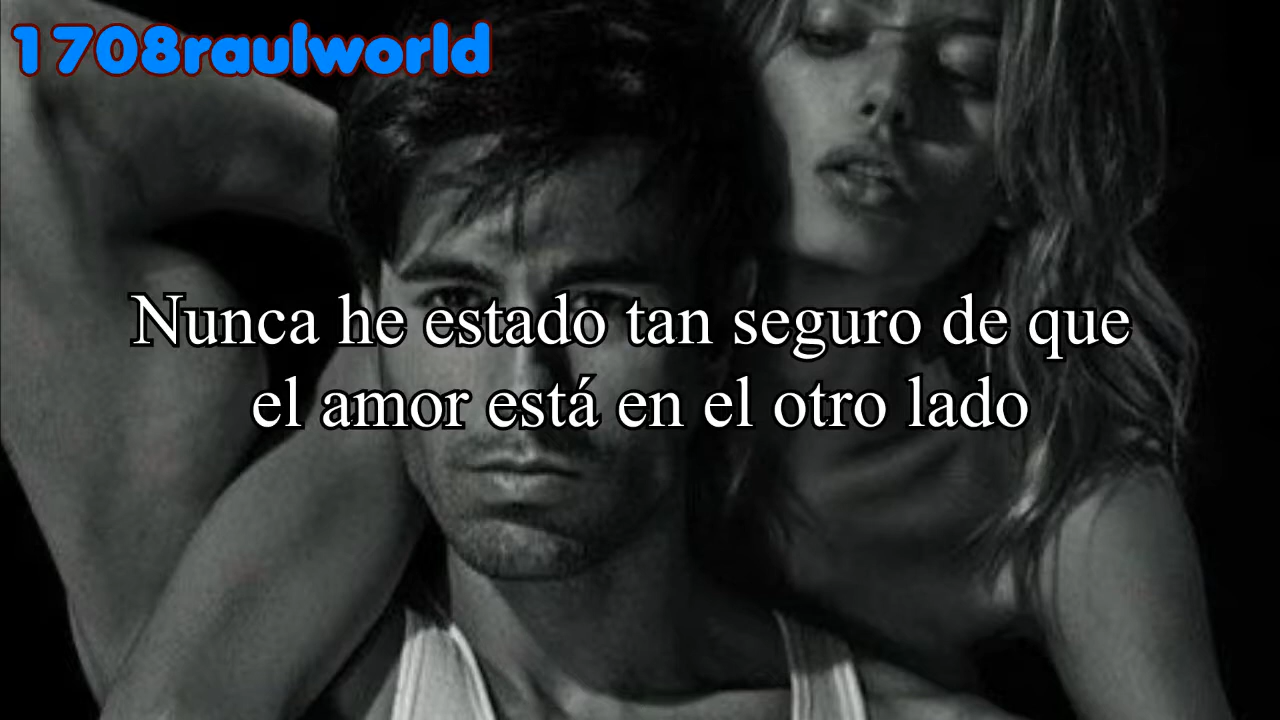 1708raulworld
Nunca he estado tan seguro de que
el amor está en el otro lado